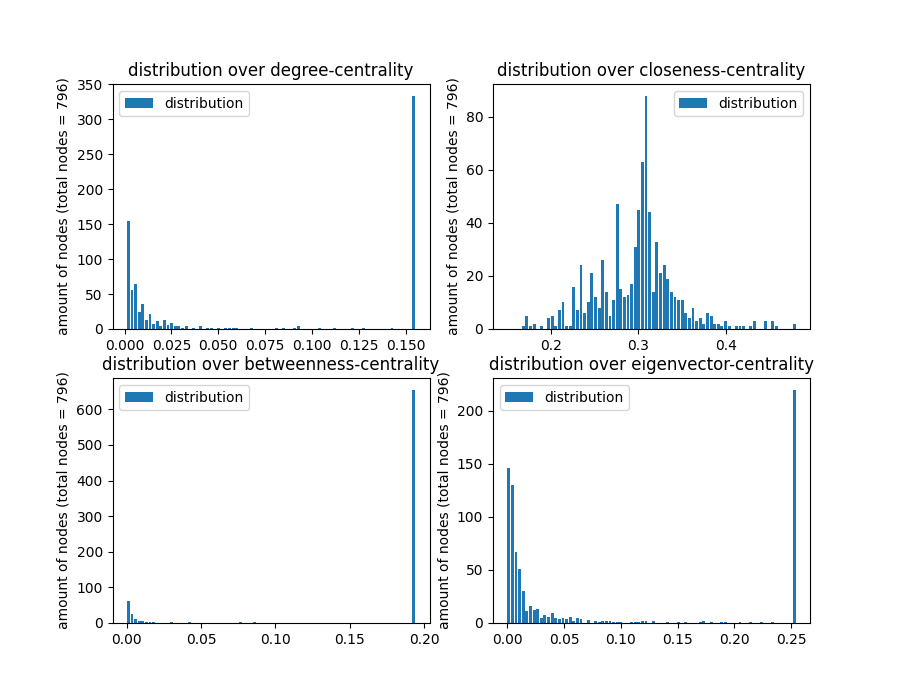 distribution over degree-centrality
amount of nodes (total nodes = 796)
350
300
250
200
150
100
50
0
distribution
0.000 0.025 0.050 0.075 0.100 0.125 0.150
distribution over closeness-centrality
amount of nodes (total nodes = 796)
80
60
40
20
0
distribution
0.2 0.3 0.4
distribution over betweenness-centrality
amount of nodes (total nodes = 796)
600
500
400
300
200
100
0
distribution
0.00 0.05 0.10 0.15 0.20
distribution over eigenvector-centrality
amount of nodes (total nodes = 796)
200
150
100
50
0
distribution
0.00 0.05 0.10 0.15 0.20 0.25